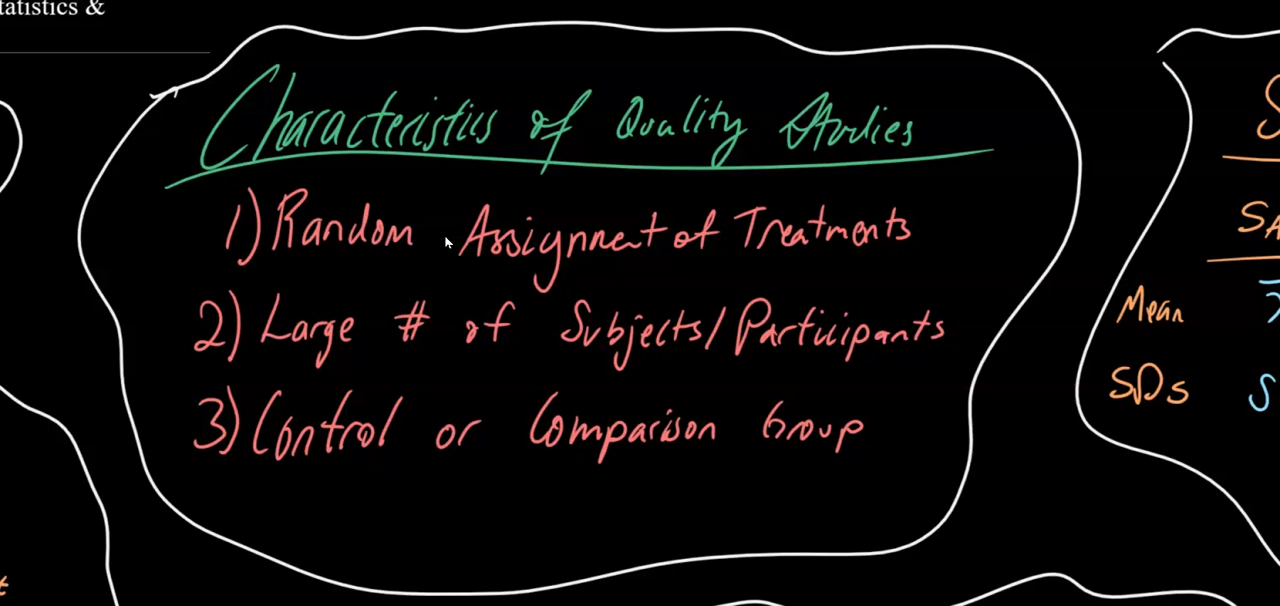 tatistics &
Characteristics of Quality Studies
1) Random Assignment of Treatments
2) Large # of Subjects/Participants
3) Control or Comparison Group
Mean
SDs